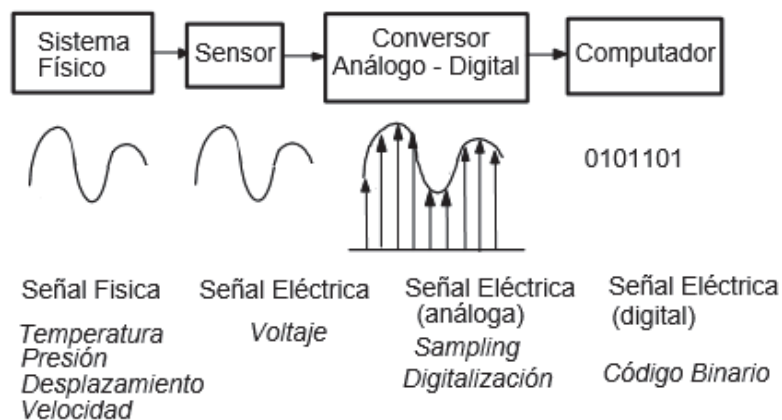 Sistema
Físico
Sensor
Conversor
Análogo - Digital
Computador
0101101
Señal Fisica
Temperatura
Presión
Desplazamiento
Velocidad
Señal Eléctrica
Voltaje
Señal Eléctrica
(análoga)
Sampling
Digitalización
Señal Eléctrica
(digital)
Código Binario